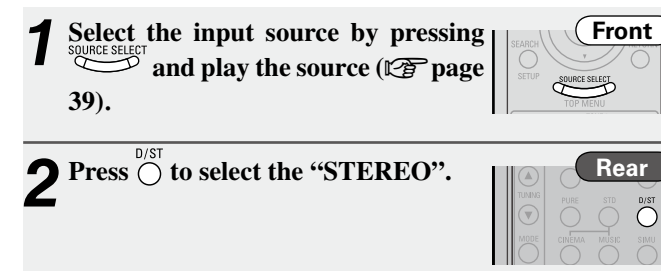 1 Select the input source by pressing
SOURCE SELECT
and play the source (☞ page
39).
Front
SEARCH
SETUP
SOURCE SELECT
TOP MENU
2 Press D/ST to select the “STEREO”.
Rear
TUNING
PURE STD D/ST
MODE CINEMA MUSIC SIMU